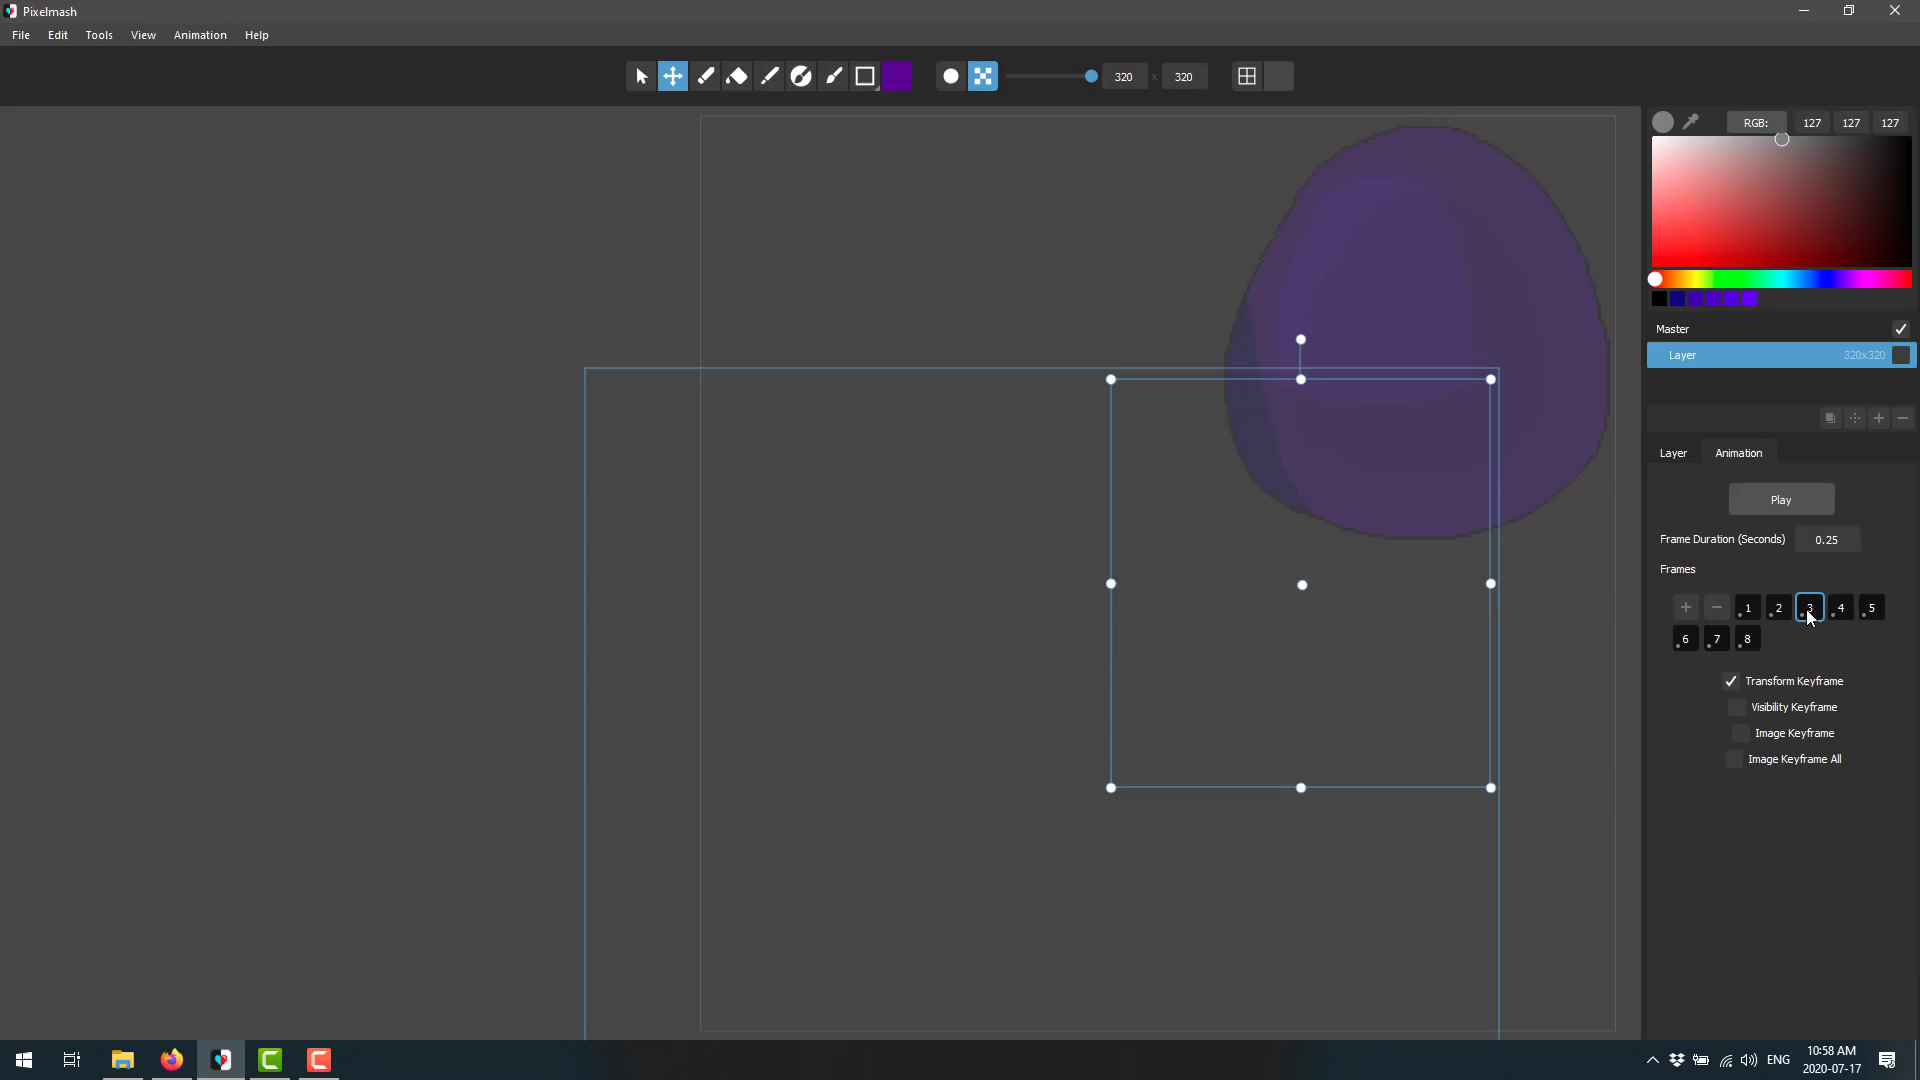 Pixelmash
File Edit Tools View Animation Help
320 x 320
RGB: 127 127 127
Master
Layer 320x320
Layer Animation
Play
Frame Duration (Seconds) 0.25
Frames
+ - 1 2 3 4 5
6 7 8
Transform Keyframe
Visibility Keyframe
Image Keyframe
Image Keyframe All
ENG
10:58 AM
2020-07-17